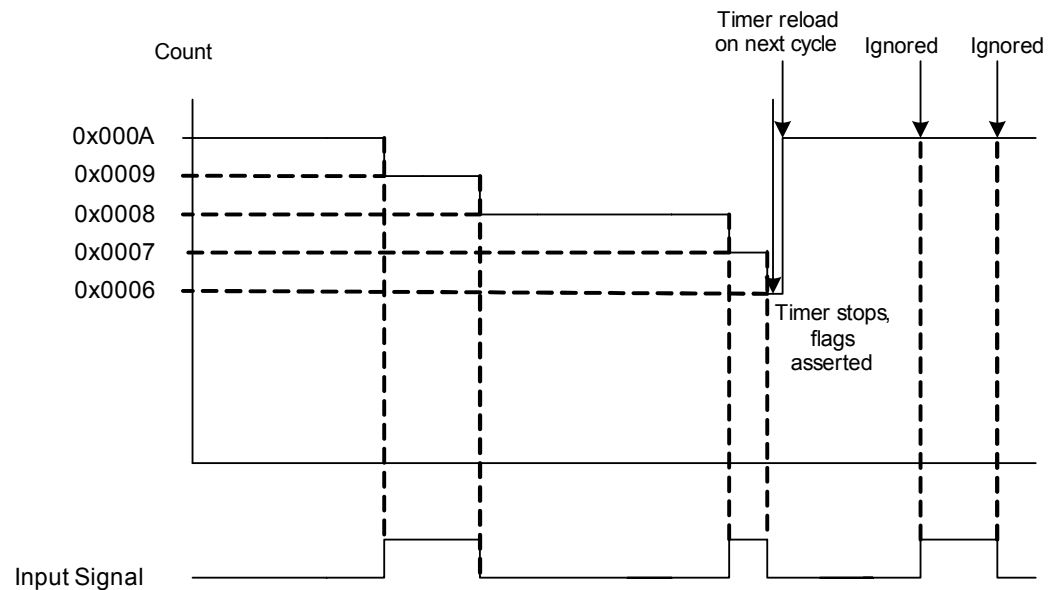 Timer reload
on next cycle
Ignored
Ignored
Count
0x000A
0x0009
0x0008
0x0007
0x0006
Timer stops,
flags
asserted
Input Signal